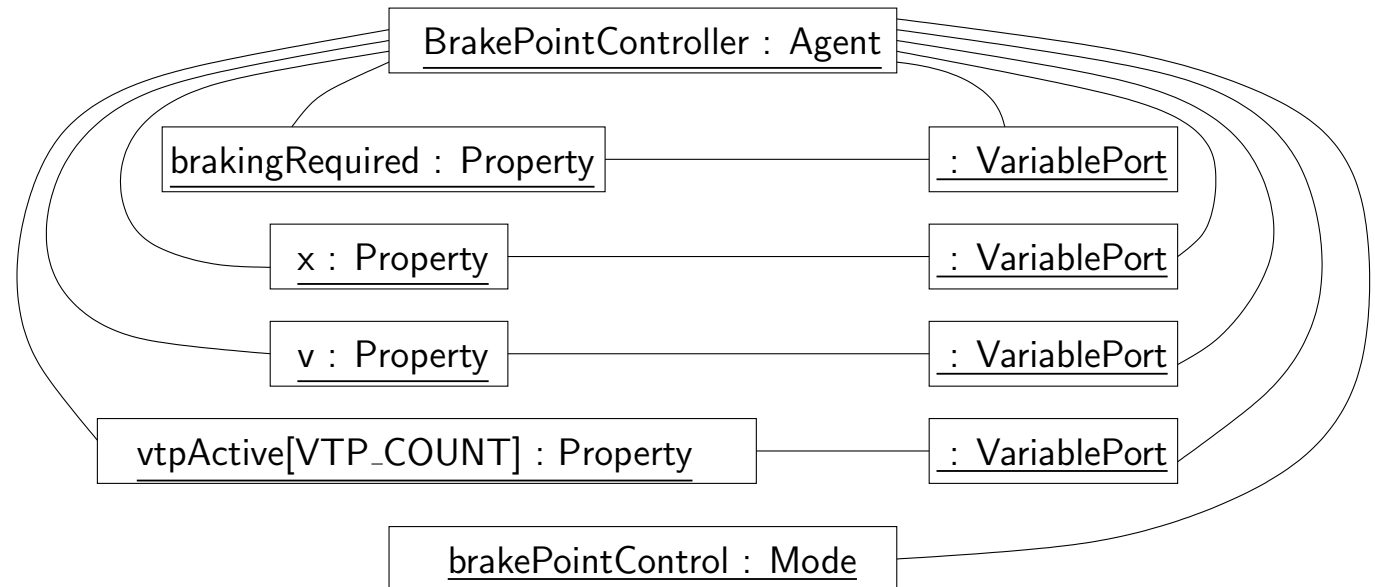 BrakePointController : Agent
brakingRequired : Property
: VariablePort
x : Property
: VariablePort
v : Property
: VariablePort
vtpActive[VTP_COUNT] : Property
: VariablePort
brakePointControl : Mode